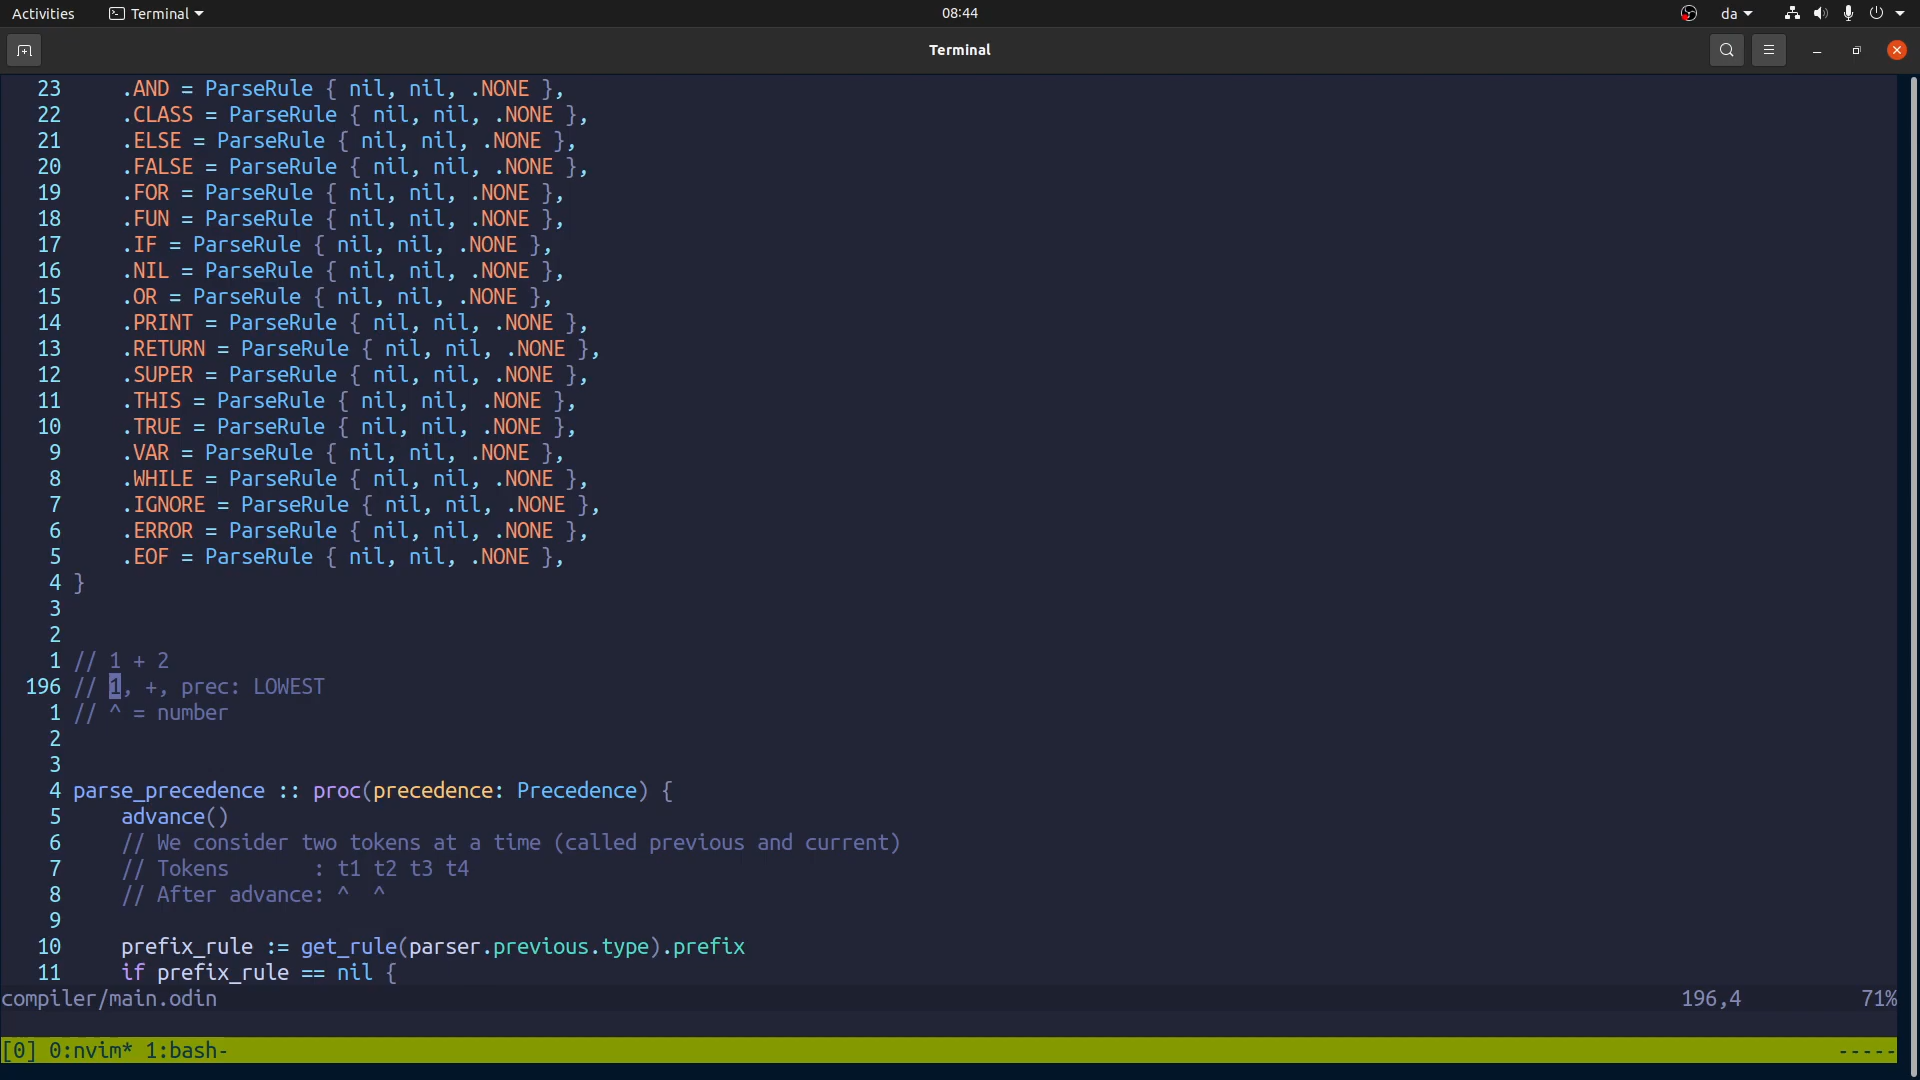 Activities Terminal 08:44 da
Terminal
23 .AND = ParseRule { nil, nil, .NONE },
22 .CLASS = ParseRule { nil, nil, .NONE },
21 .ELSE = ParseRule { nil, nil, .NONE },
20 .FALSE = ParseRule { nil, nil, .NONE },
19 .FOR = ParseRule { nil, nil, .NONE },
18 .FUN = ParseRule { nil, nil, .NONE },
17 .IF = ParseRule { nil, nil, .NONE },
16 .NIL = ParseRule { nil, nil, .NONE },
15 .OR = ParseRule { nil, nil, .NONE },
14 .PRINT = ParseRule { nil, nil, .NONE },
13 .RETURN = ParseRule { nil, nil, .NONE },
12 .SUPER = ParseRule { nil, nil, .NONE },
11 .THIS = ParseRule { nil, nil, .NONE },
10 .TRUE = ParseRule { nil, nil, .NONE },
9 .VAR = ParseRule { nil, nil, .NONE },
8 .WHILE = ParseRule { nil, nil, .NONE },
7 .IGNORE = ParseRule { nil, nil, .NONE },
6 .ERROR = ParseRule { nil, nil, .NONE },
5 .EOF = ParseRule { nil, nil, .NONE },
4 }
3
2
1 // 1 + 2
196 // 1, +, prec: LOWEST
1 // ^ = number
2
3
4 parse_precedence :: proc(precedence: Precedence) {
5 advance()
6 // We consider two tokens at a time (called previous and current)
7 // Tokens       : t1 t2 t3 t4
8 // After advance: ^  ^
9
10 prefix_rule := get_rule(parser.previous.type).prefix
11 if prefix_rule == nil {
compiler/main.odin 196,4 71%
[0] 0:nvim* 1:bash- -----